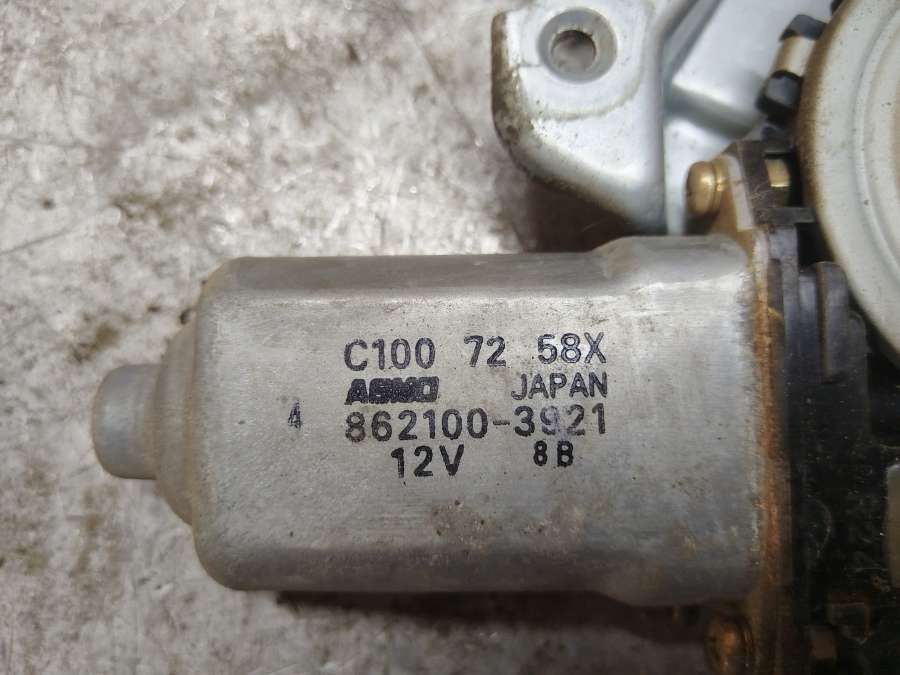 C100 72 58X
ASMO JAPAN
4 862100-3921
12V 8B